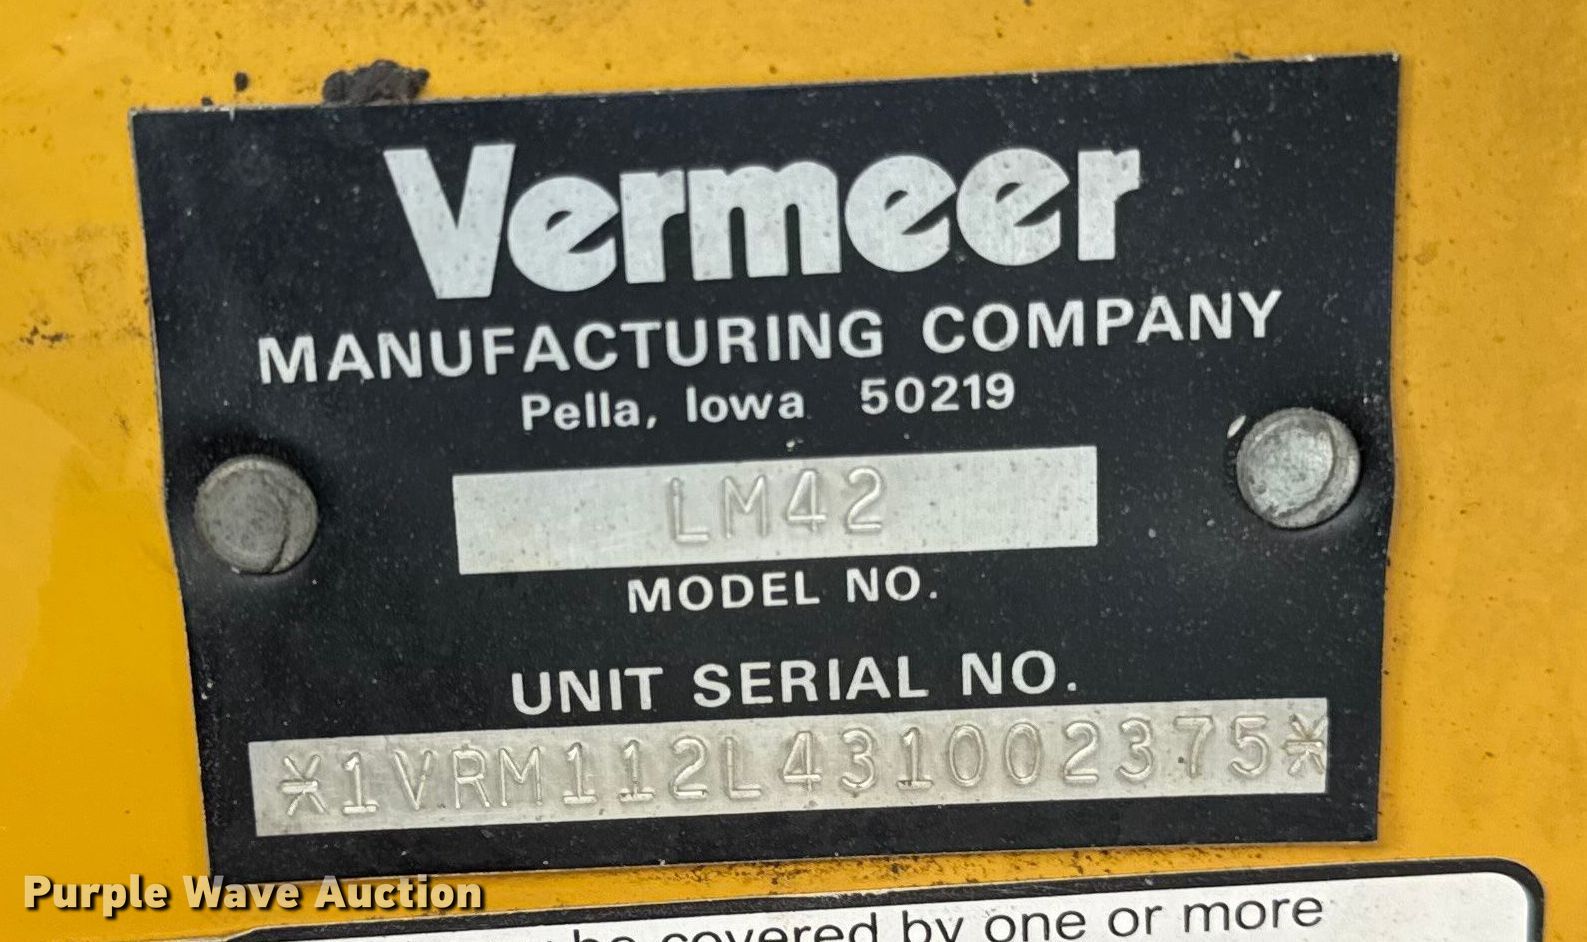 Vermeer
MANUFACTURING COMPANY
Pella, Iowa 50219
LM42
MODEL NO.
UNIT SERIAL NO.
*1VRM112L431002375*
Purple Wave Auction
be covered by one or more